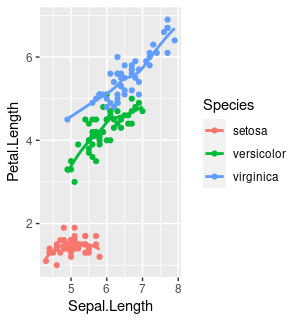 Petal.Length
6
4
2
5
6
7
8
Sepal.Length
Species
setosa
versicolor
virginica